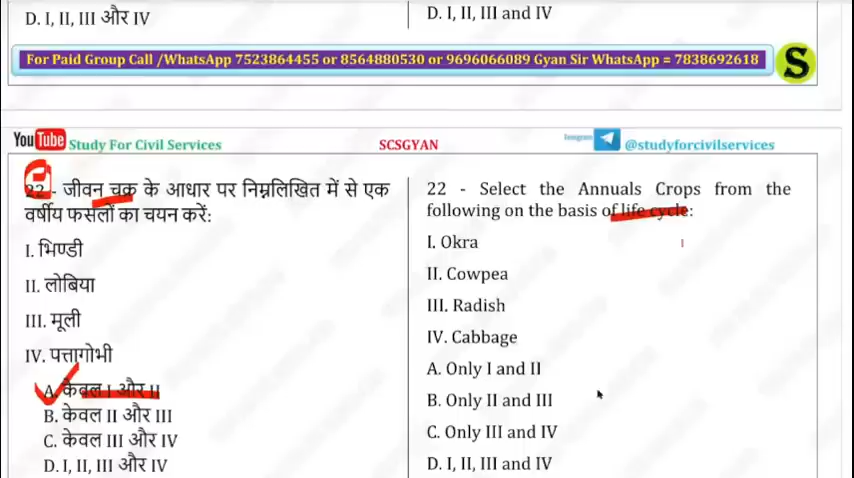 D. I, II, III और IV
D. I, II, III and IV
For Paid Group Call /WhatsApp 7523864455 or 8564880530 or 9696066089 Gyan Sir WhatsApp = 7838692618
S
YouTube Study For Civil Services
SCSGYAN
Telegram
@studyforcivilservices
22 - जीवन चक्र के आधार पर निम्नलिखित में से एक
वर्षीय फसलों का चयन करें:
I. भिण्डी
II. लोबिया
III. मूली
IV. पत्तागोभी
A. केवल I और II
B. केवल II और III
C. केवल III और IV
D. I, II, III और IV
22 - Select the Annuals Crops from the
following on the basis of life cycle:
I. Okra
II. Cowpea
III. Radish
IV. Cabbage
A. Only I and II
B. Only II and III
C. Only III and IV
D. I, II, III and IV